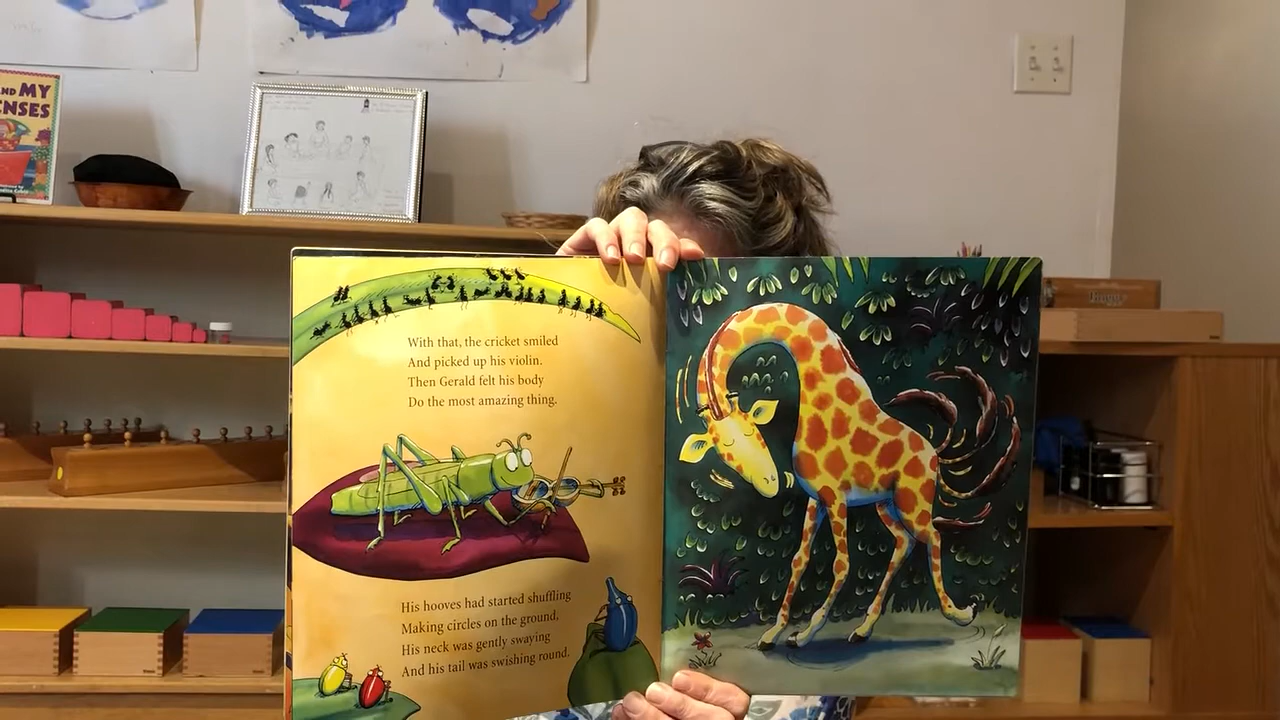 AND MY
ENSES
With that, the cricket smiled
And picked up his violin.
Then Gerald felt his body
Do the most amazing thing.
His hooves had started shuffling
Making circles on the ground,
His neck was gently swaying
And his tail was swishing round.